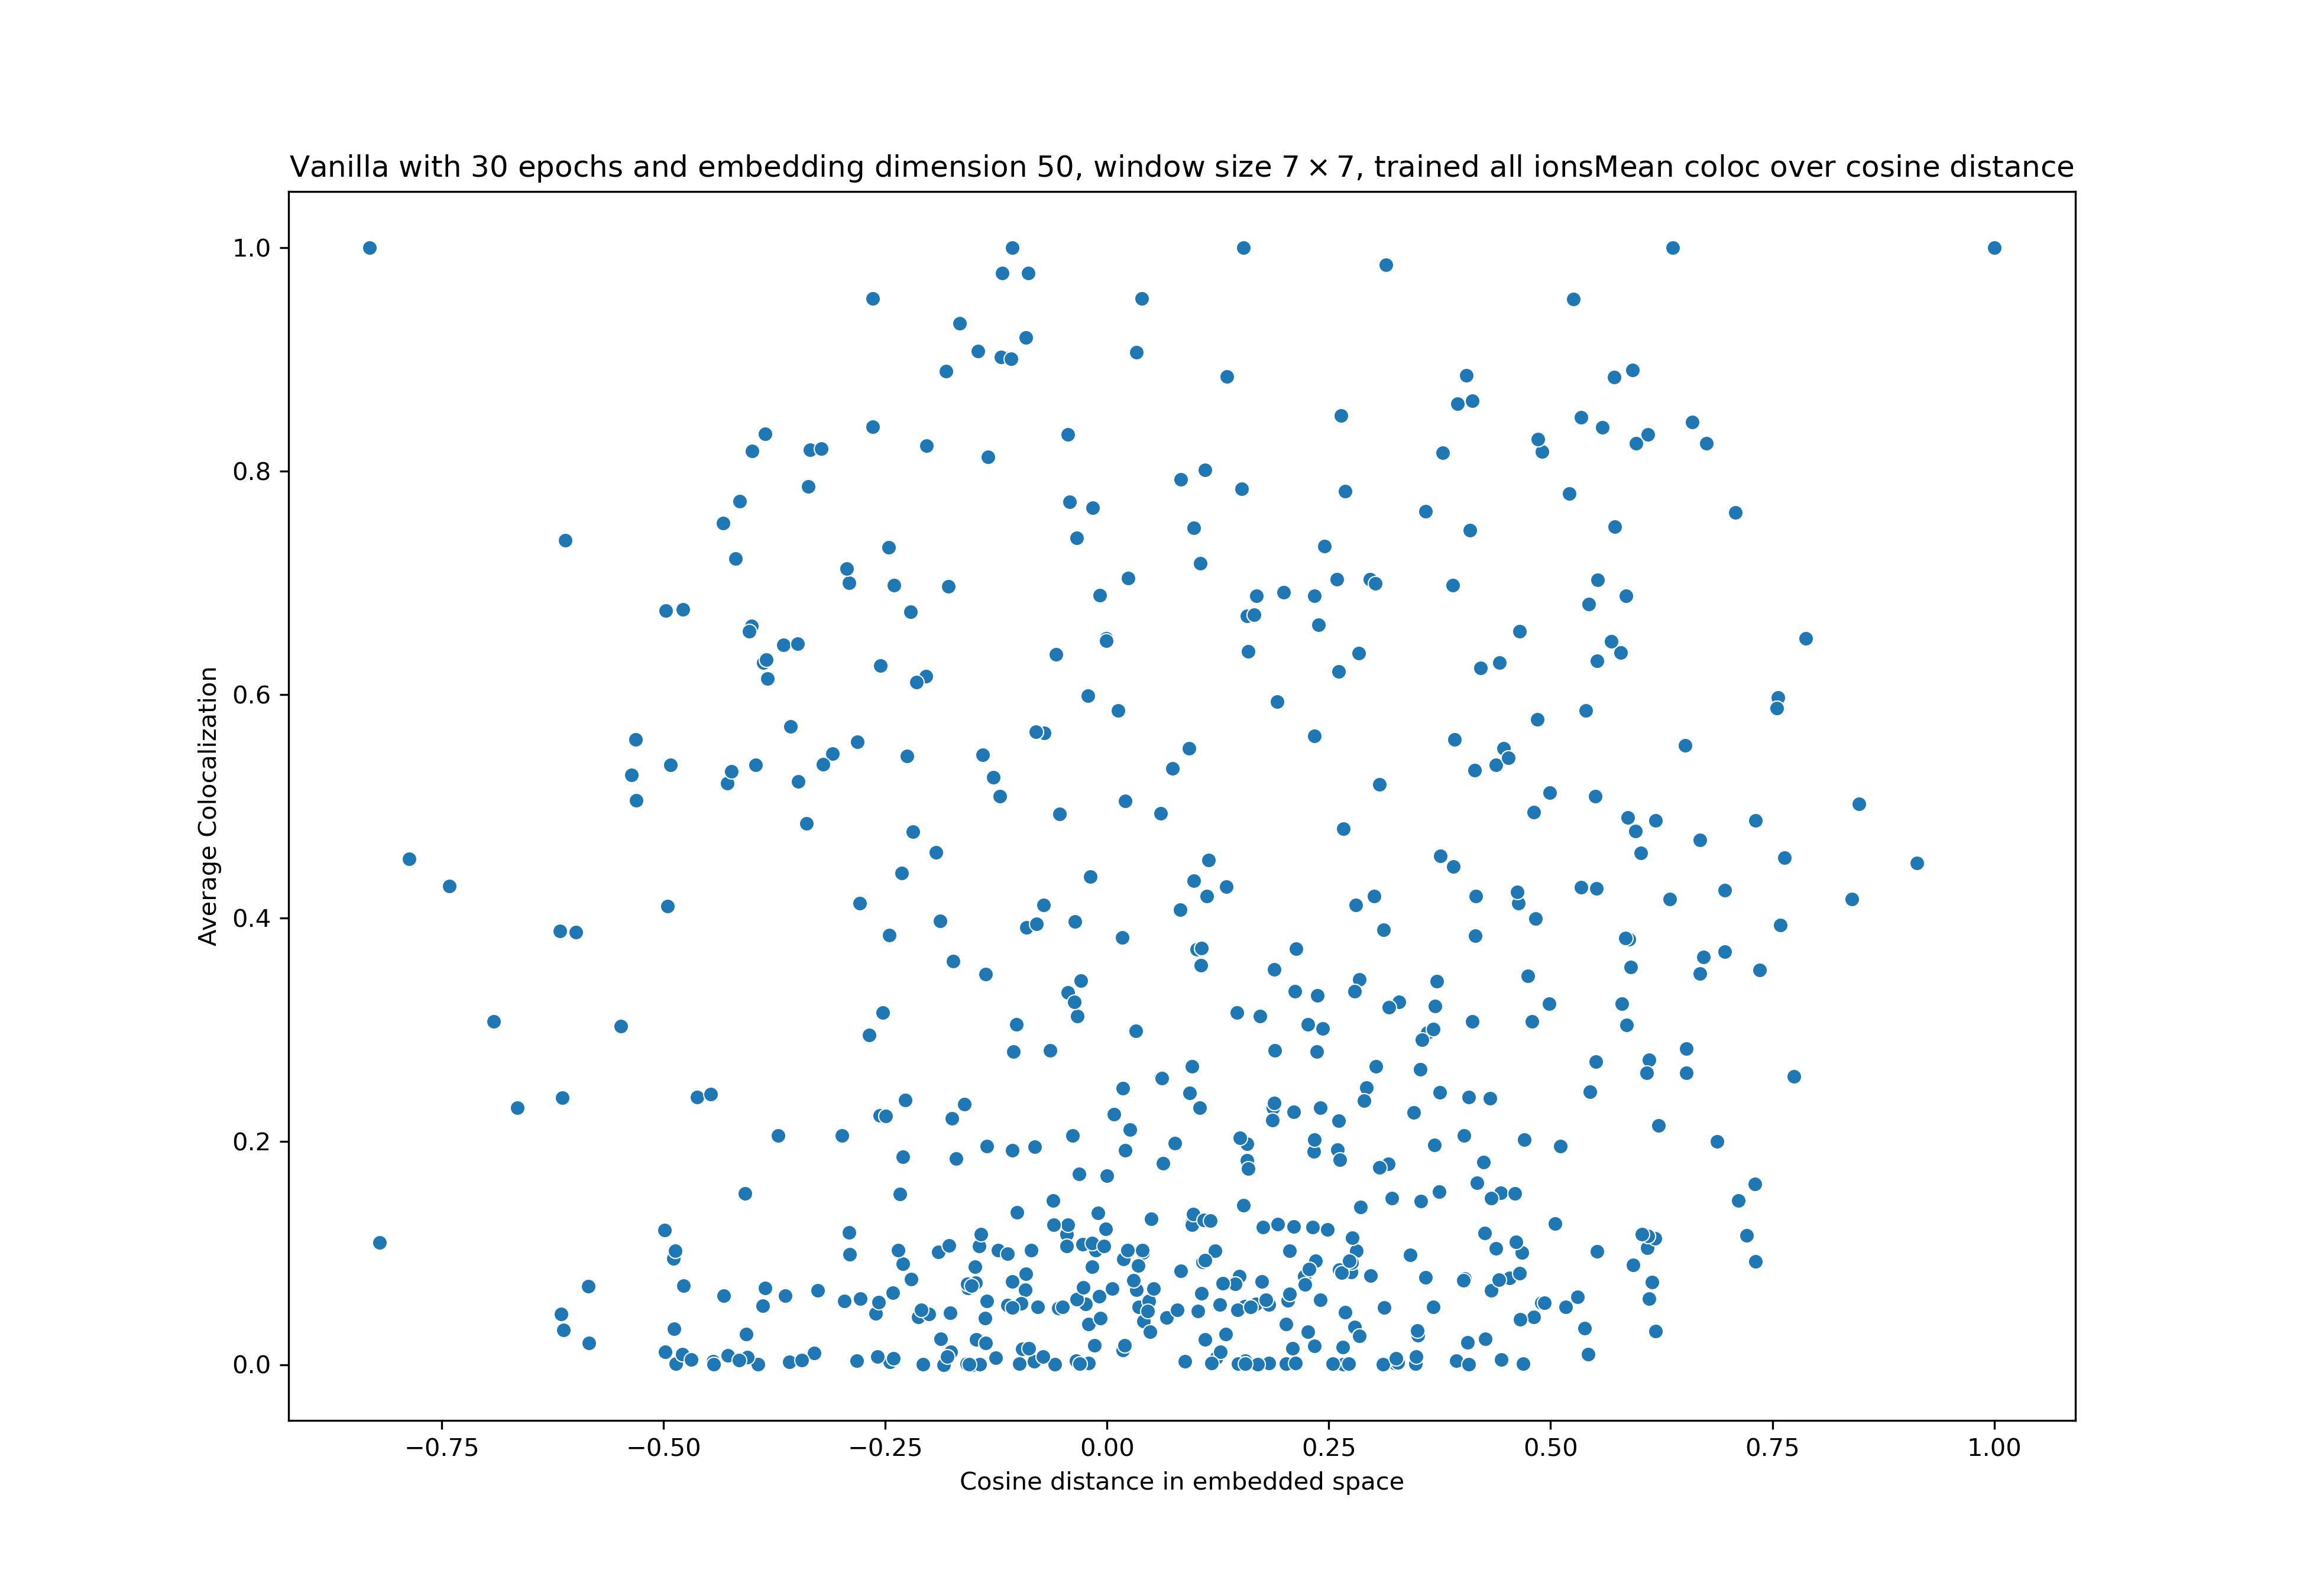 Vanilla with 30 epochs and embedding dimension 50, window size 7 × 7, trained all ionsMean coloc over cosine distance
1.0
0.8
0.6
0.4
0.2
0.0
Average Colocalization
−0.75 −0.50 −0.25 0.00 0.25 0.50 0.75 1.00
Cosine distance in embedded space